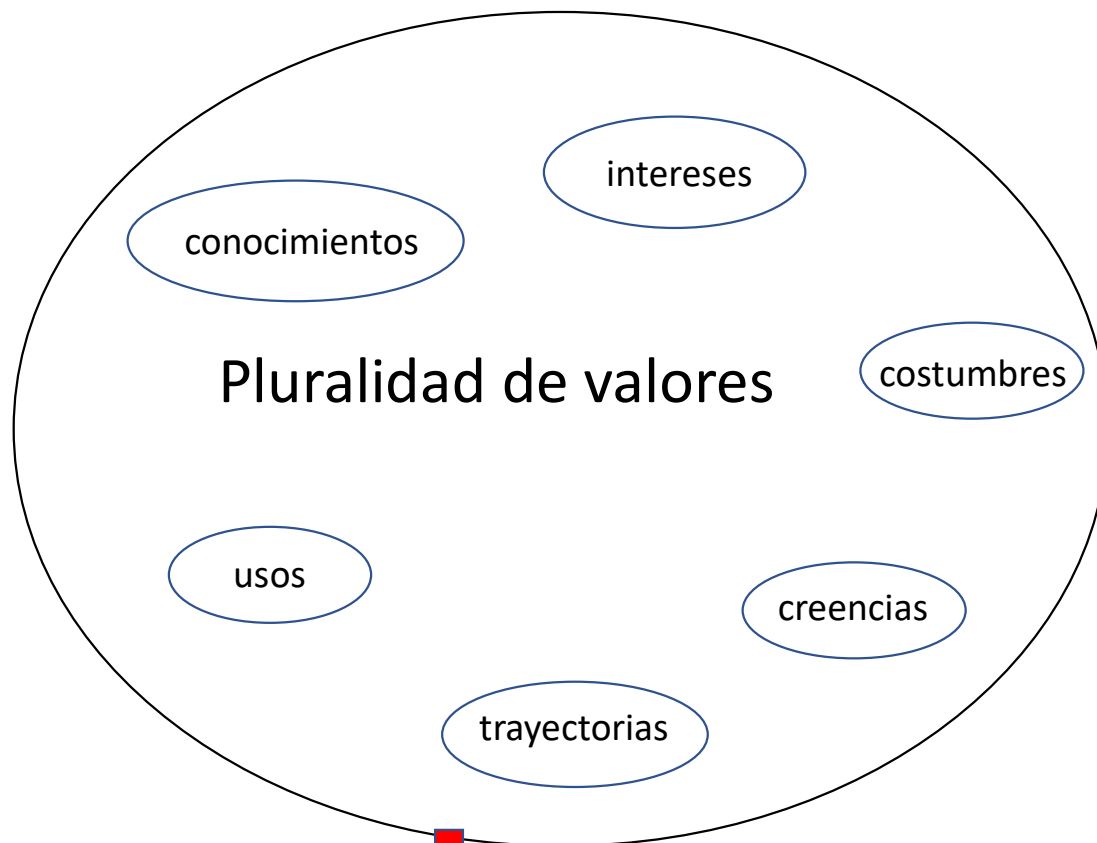 intereses
conocimientos
Pluralidad de valores
costumbres
usos
creencias
trayectorias